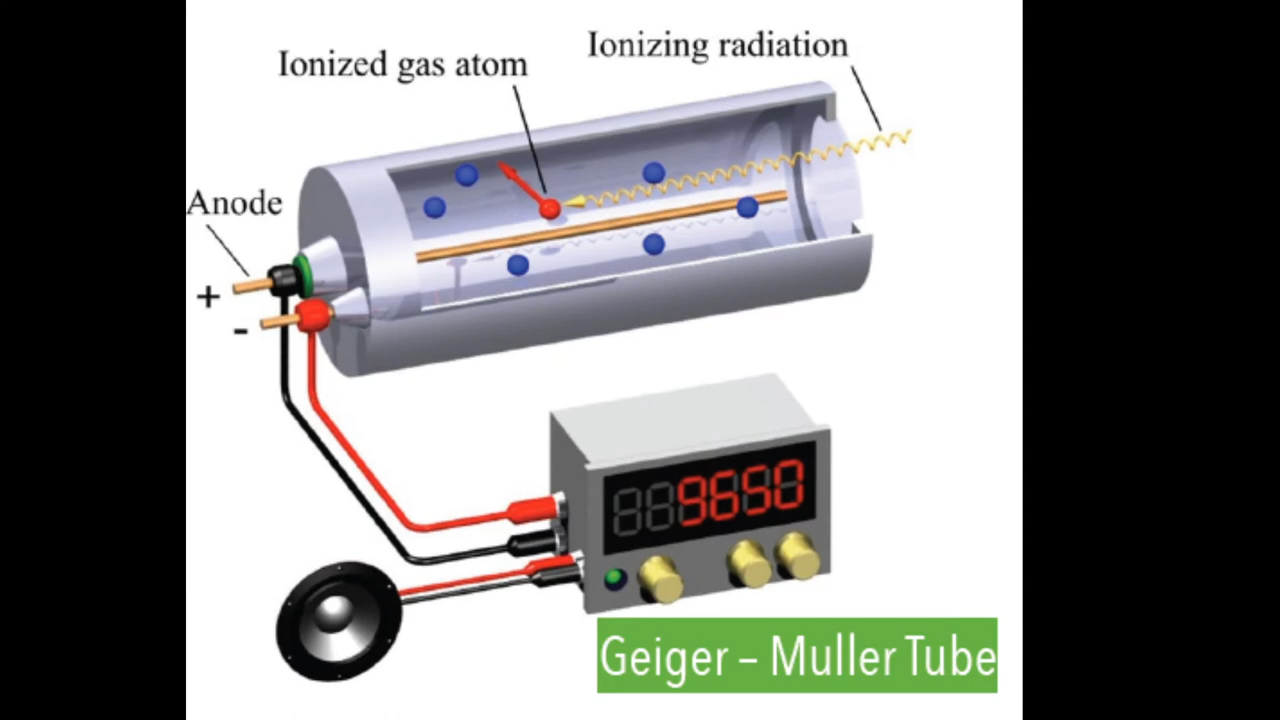 Ionizing radiation
Ionized gas atom
Anode
+
-
9650
Geiger – Muller Tube